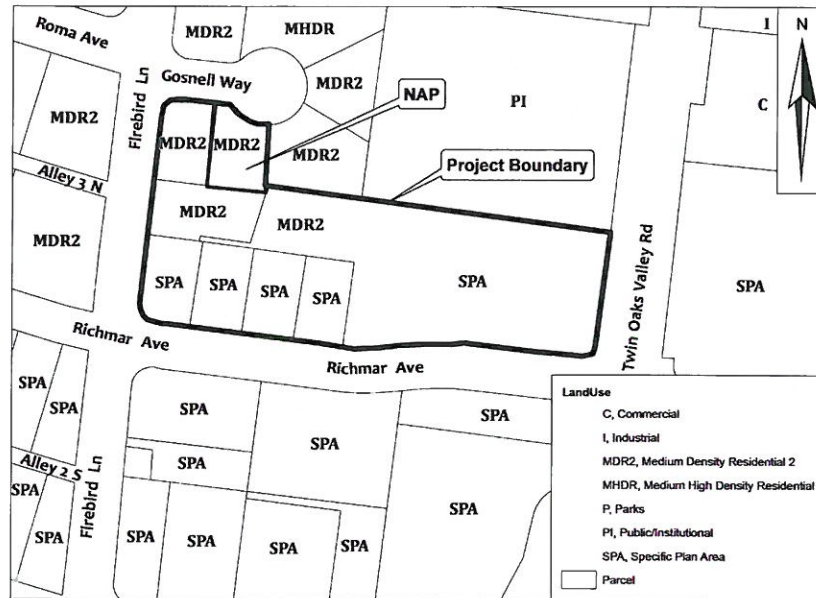 Roma Ave
MDR2
MHDR
I
N
Firebird Ln
Gosnell Way
MDR2
NAP
PI
C
MDR2
MDR2
MDR2
MDR2
Project Boundary
Alley 3 N
MDR2
MDR2
MDR2
SPA
SPA
SPA
SPA
SPA
SPA
Twin Oaks Valley Rd
Richmar Ave
Richmar Ave
SPA
SPA
SPA
SPA
SPA
SPA
Alley 2 S
Firebird Ln
SPA
SPA
SPA
SPA
SPA
SPA
SPA
SPA
LandUse
C, Commercial
I, Industrial
MDR2, Medium Density Residential 2
MHDR, Medium High Density Residential
P, Parks
PI, Public/Institutional
SPA, Specific Plan Area
Parcel